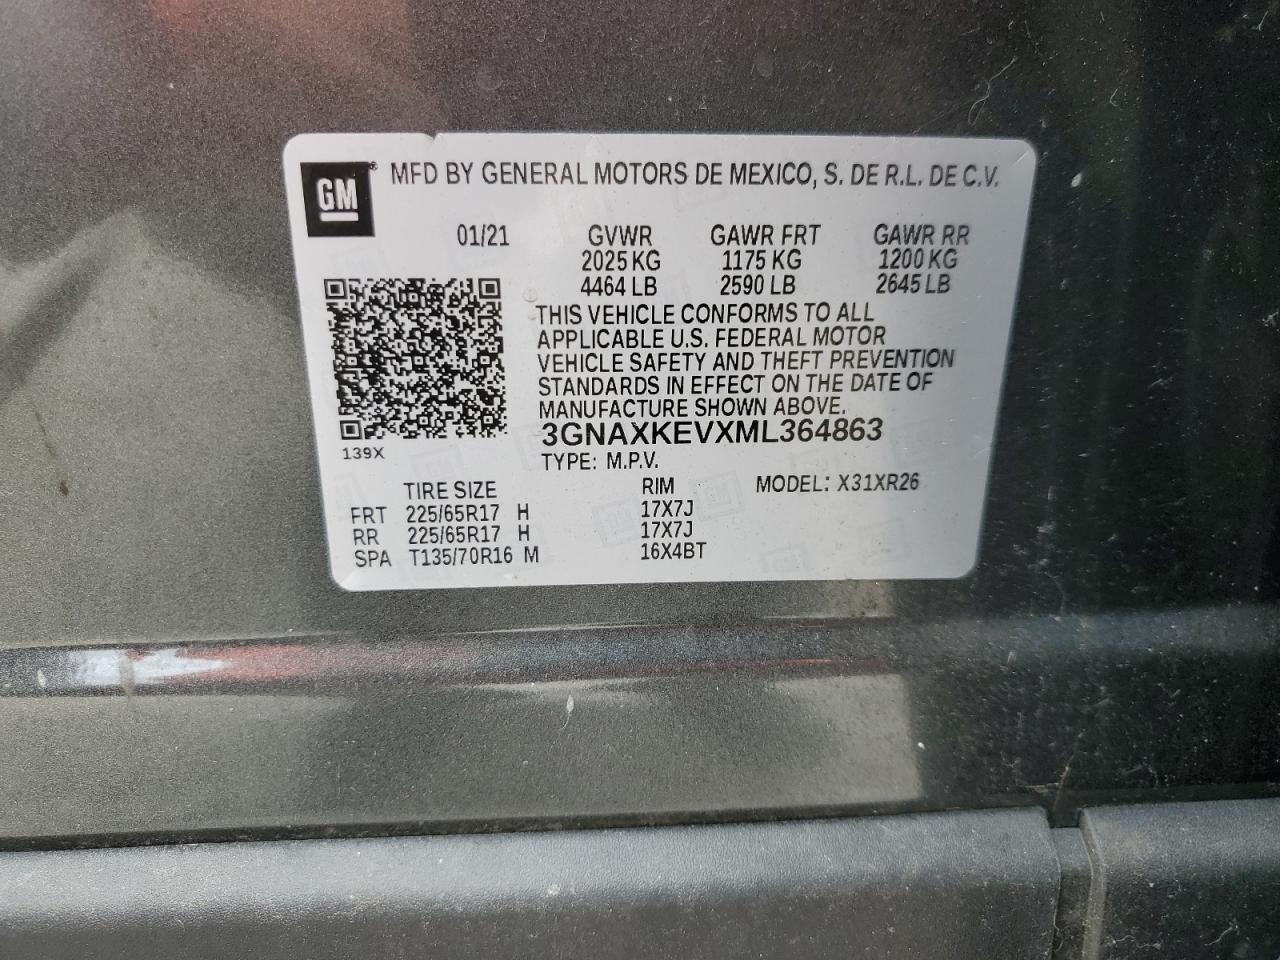 GM® MFD BY GENERAL MOTORS DE MEXICO, S. DE R.L. DE C.V.
01/21 GVWR GAWR FRT GAWR RR
2025 KG 1175 KG 1200 KG
4464 LB 2590 LB 2645 LB
THIS VEHICLE CONFORMS TO ALL
APPLICABLE U.S. FEDERAL MOTOR
VEHICLE SAFETY AND THEFT PREVENTION
STANDARDS IN EFFECT ON THE DATE OF
MANUFACTURE SHOWN ABOVE.
3GNAXKEVXML364863
139X
TYPE: M.P.V.
TIRE SIZE RIM MODEL: X31XR26
FRT 225/65R17 H 17X7J
RR 225/65R17 H 17X7J
SPA T135/70R16 M 16X4BT